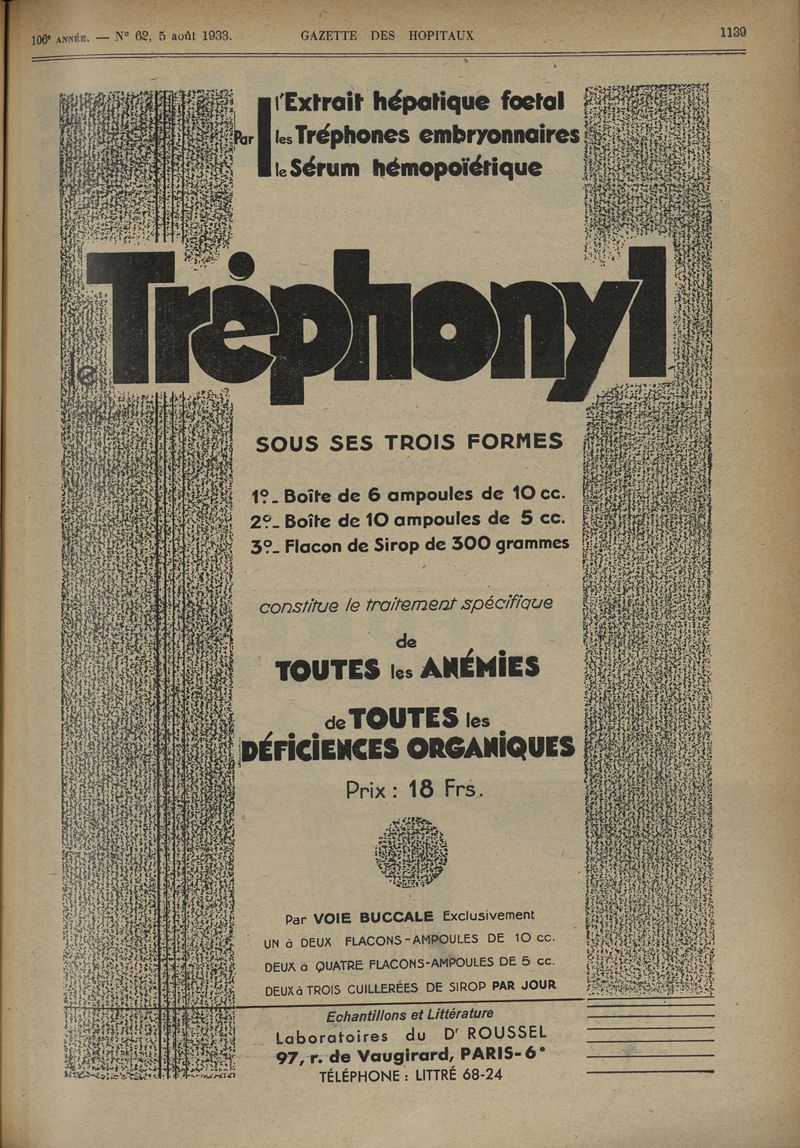 106e ANNÉE. — N° 62, 5 août 1933.
GAZETTE DES HOPITAUX
1139
Par
l'Extrait hépatique foetal
les Tréphones embryonnaires
le Sérum hémopoïétique
le Tréphonyl
SOUS SES TROIS FORMES
1o_ Boîte de 6 ampoules de 10 cc.
2o_ Boîte de 10 ampoules de 5 cc.
3o_ Flacon de Sirop de 300 grammes
constitue le traitement spécifique
de
TOUTES les ANÉMiES
de TOUTES les
DÉFiCiENCES ORGANiQUES
Prix : 18 Frs.
Par VOIE BUCCALE Exclusivement
UN à DEUX FLACONS-AMPOULES DE 10 cc.
DEUX à QUATRE FLACONS-AMPOULES DE 5 cc.
DEUX à TROIS CUILLERÉES DE SIROP PAR JOUR
Echantillons et Littérature
Laboratoires du Dr ROUSSEL
97, r. de Vaugirard, PARIS-6°
TÉLÉPHONE : LITTRÉ 68-24